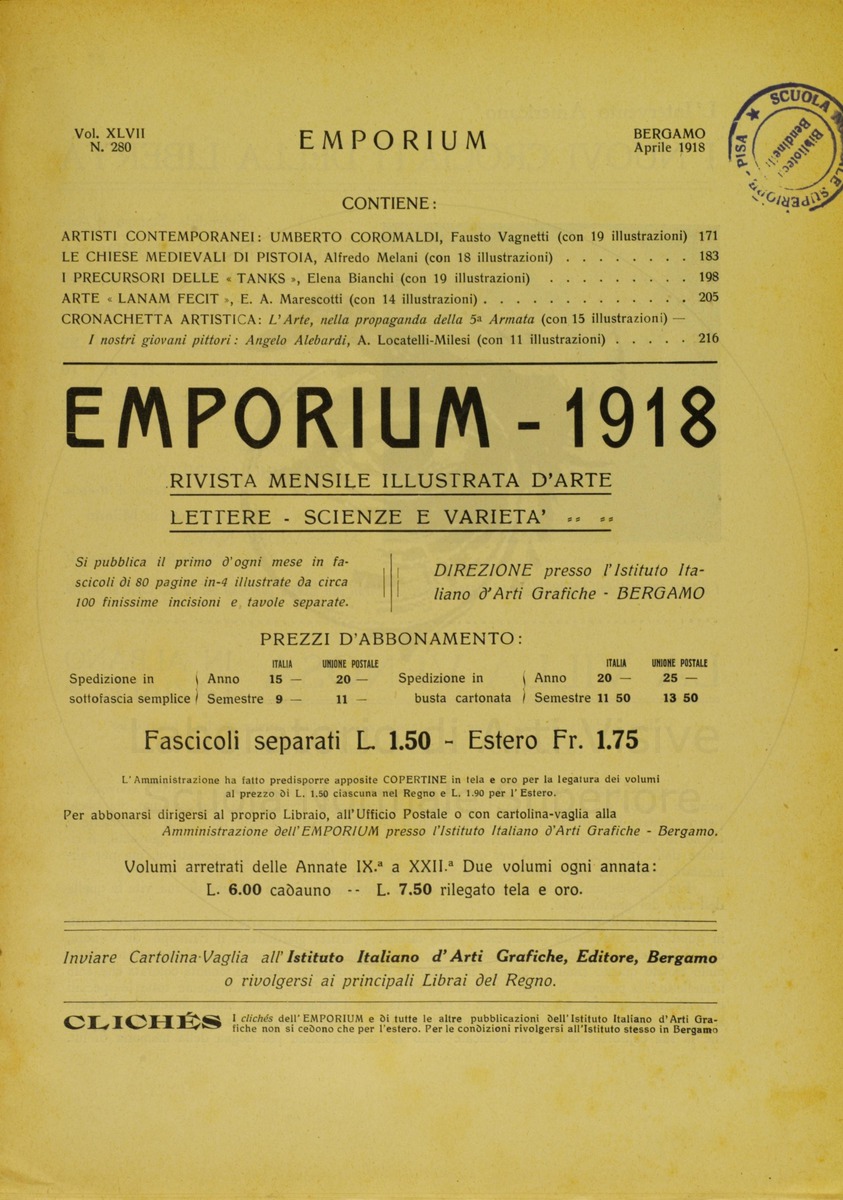 Vol. XLVII
N. 280
EMPORIUM
BERGAMO
Aprile 1918
SCUOLA NORMALE SUPERIORE - PISA
Biblioteca
CONTIENE:
ARTISTI CONTEMPORANEI: UMBERTO COROMALDI, Fausto Vagnetti (con 19 illustrazioni) 171
LE CHIESE MEDIEVALI DI PISTOIA, Alfredo Melani (con 18 illustrazioni) . . . . . . . . 183
I PRECURSORI DELLE « TANKS », Elena Bianchi (con 19 illustrazioni) . . . . . . . . . 198
ARTE « LANAM FECIT », E. A. Marescotti (con 14 illustrazioni) . . . . . . . . . . . . . . 205
CRONACHETTA ARTISTICA: L'Arte, nella propaganda della 5ª Armata (con 15 illustrazioni) —
I nostri giovani pittori: Angelo Alebardi, A. Locatelli-Milesi (con 11 illustrazioni) . . . . . 216
EMPORIUM - 1918
RIVISTA MENSILE ILLUSTRATA D'ARTE
LETTERE - SCIENZE E VARIETA'
Si pubblica il primo d'ogni mese in fa-
scicoli di 80 pagine in-4 illustrate da circa
100 finissime incisioni e tavole separate.
DIREZIONE presso l'Istituto Ita-
liano d'Arti Grafiche - BERGAMO
PREZZI D'ABBONAMENTO:
ITALIA UNIONE POSTALE
Spedizione in Anno 15 — 20 —
sottofascia semplice Semestre 9 — 11 —
ITALIA UNIONE POSTALE
Spedizione in Anno 20 — 25 —
busta cartonata Semestre 11 50 13 50
Fascicoli separati L. 1.50 - Estero Fr. 1.75
L'Amministrazione ha fatto predisporre apposite COPERTINE in tela e oro per la legatura dei volumi
al prezzo di L. 1.50 ciascuna nel Regno e L. 1.90 per l'Estero.
Per abbonarsi dirigersi al proprio Libraio, all'Ufficio Postale o con cartolina-vaglia alla
Amministrazione dell'EMPORIUM presso l'Istituto Italiano d'Arti Grafiche - Bergamo.
Volumi arretrati delle Annate IX.ª a XXII.ª Due volumi ogni annata:
L. 6.00 cadauno -- L. 7.50 rilegato tela e oro.
Inviare Cartolina-Vaglia all'Istituto Italiano d'Arti Grafiche, Editore, Bergamo
o rivolgersi ai principali Librai del Regno.
CLICHÉS
I clichés dell'EMPORIUM e di tutte le altre pubblicazioni dell'Istituto Italiano d'Arti Gra-
fiche non si cedono che per l'estero. Per le condizioni rivolgersi all'Istituto stesso in Bergamo